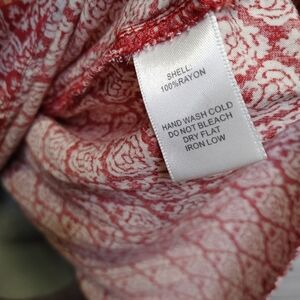 SHELL:
100%RAYON
HAND WASH COLD
DO NOT BLEACH
DRY FLAT
IRON LOW